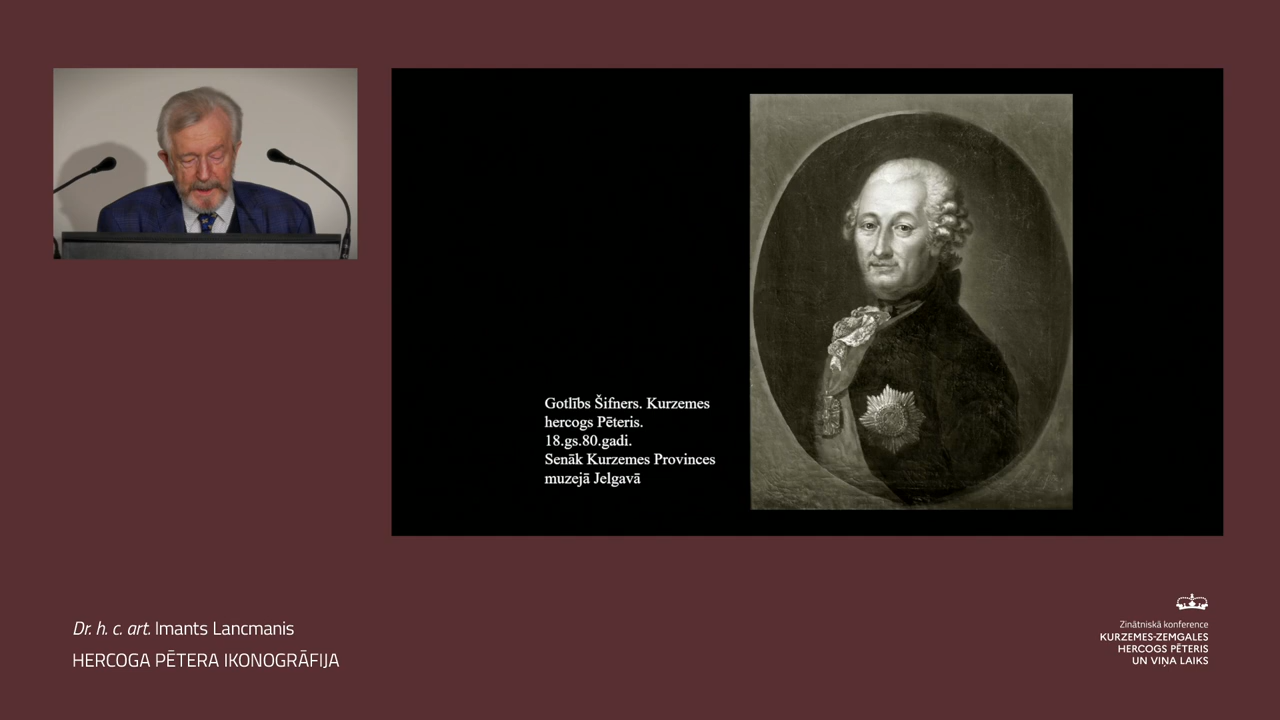 Gotlībs Šifners. Kurzemes
hercogs Pēteris.
18.gs.80.gadi.
Senāk Kurzemes Provinces
muzejā Jelgavā
Dr. h. c. art. Imants Lancmanis
HERCOGA PĒTERA IKONOGRĀFIJA
Zinātniskā konference
KURZEMES-ZEMGALES
HERCOGS PĒTERIS
UN VIŅA LAIKS